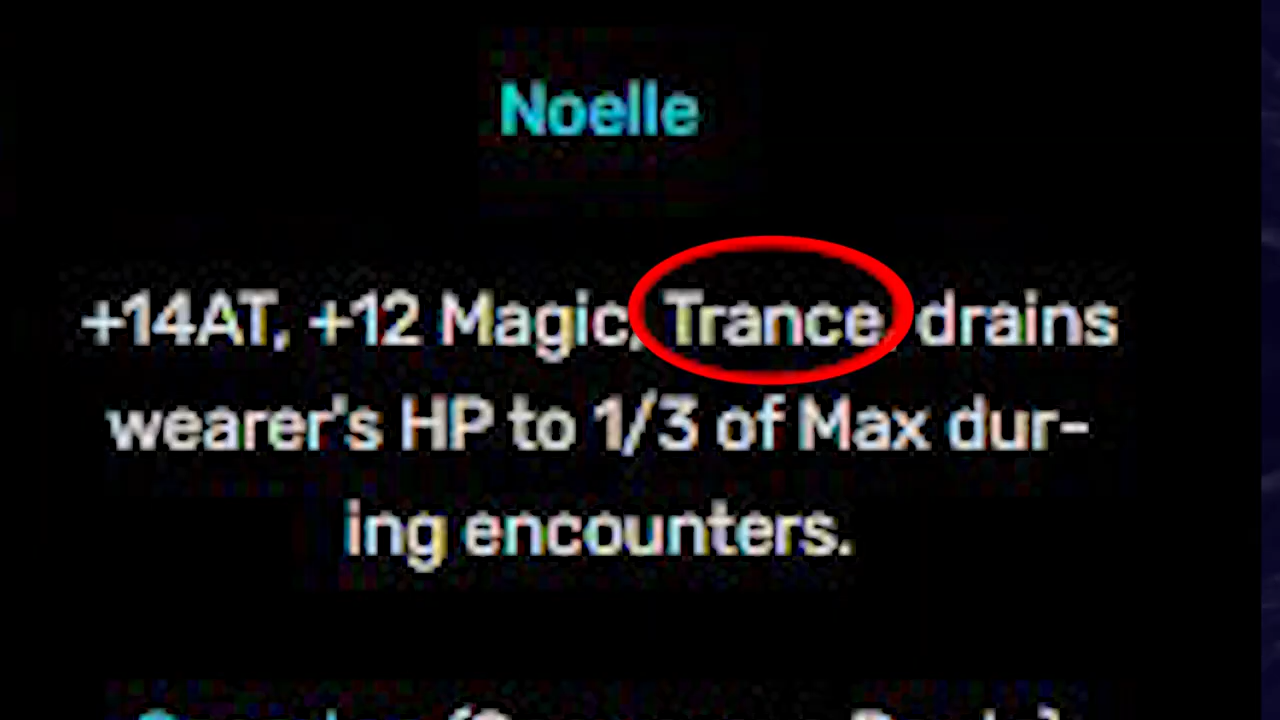 Noelle
+14AT, +12 Magic, Trance, drains
wearer's HP to 1/3 of Max dur-
ing encounters.